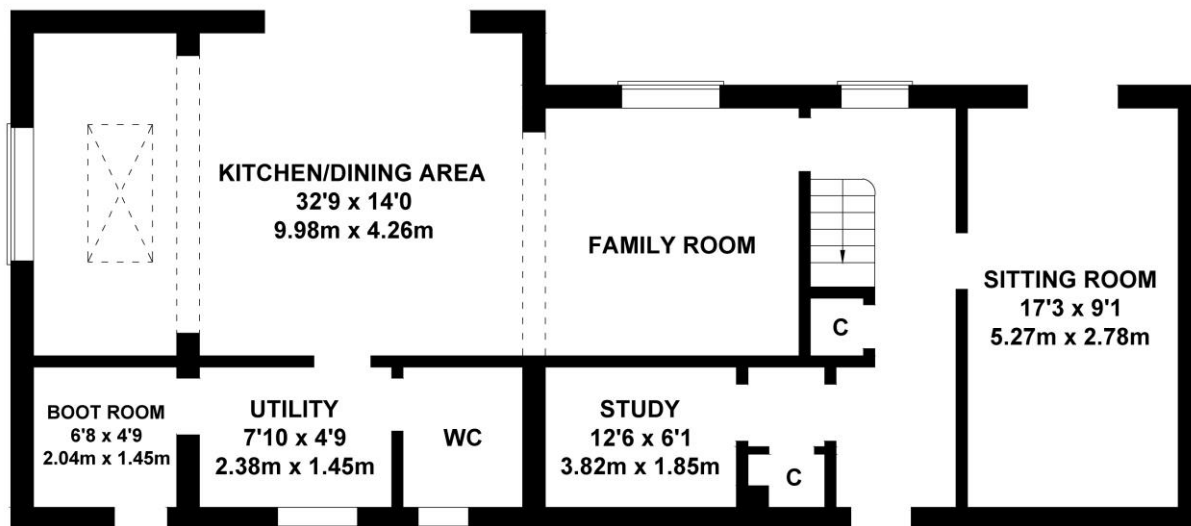 KITCHEN/DINING AREA
32'9 x 14'0
9.98m x 4.26m
FAMILY ROOM
SITTING ROOM
17'3 x 9'1
5.27m x 2.78m
C
BOOT ROOM
6'8 x 4'9
2.04m x 1.45m
UTILITY
7'10 x 4'9
2.38m x 1.45m
WC
STUDY
12'6 x 6'1
3.82m x 1.85m
C